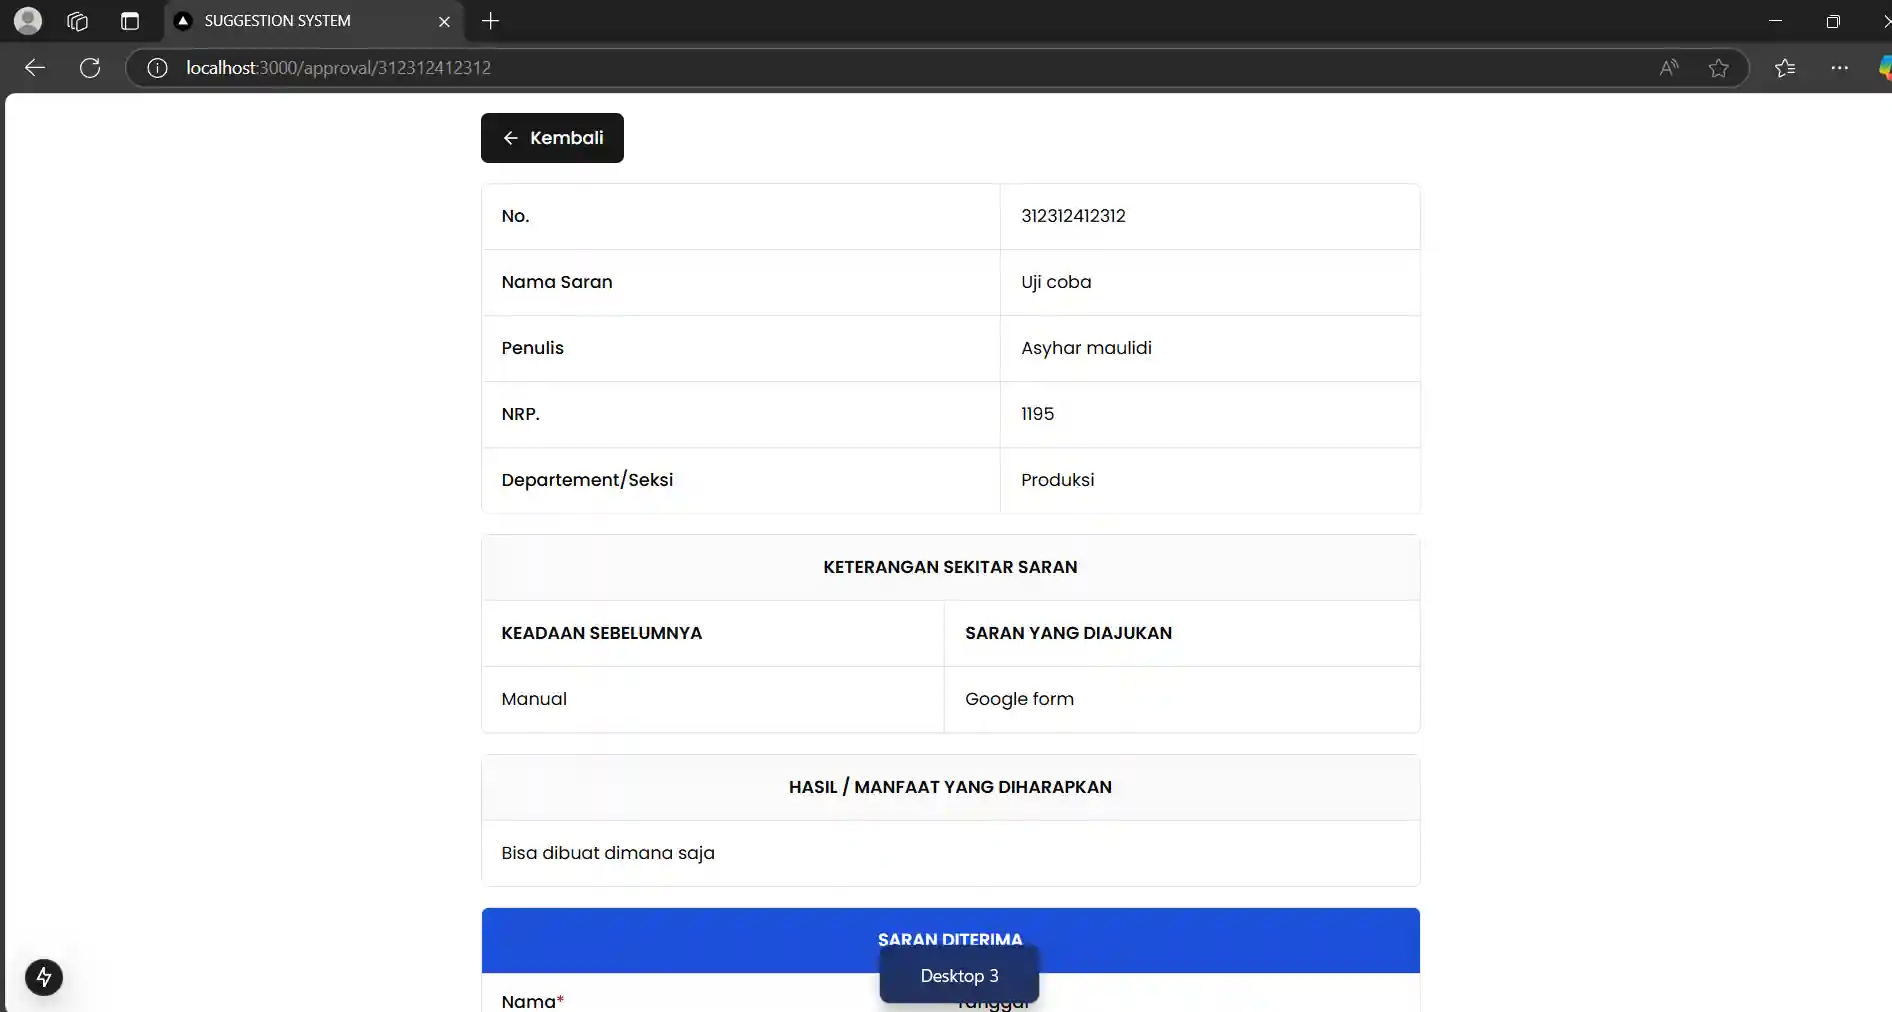 SUGGESTION SYSTEM
localhost:3000/approval/312312412312
Kembali
No. 312312412312
Nama Saran Uji coba
Penulis Asyhar maulidi
NRP. 1195
Departement/Seksi Produksi
KETERANGAN SEKITAR SARAN
KEADAAN SEBELUMNYA SARAN YANG DIAJUKAN
Manual Google form
HASIL / MANFAAT YANG DIHARAPKAN
Bisa dibuat dimana saja
SARAN DITERIMA
Desktop 3
Nama* Tanggal